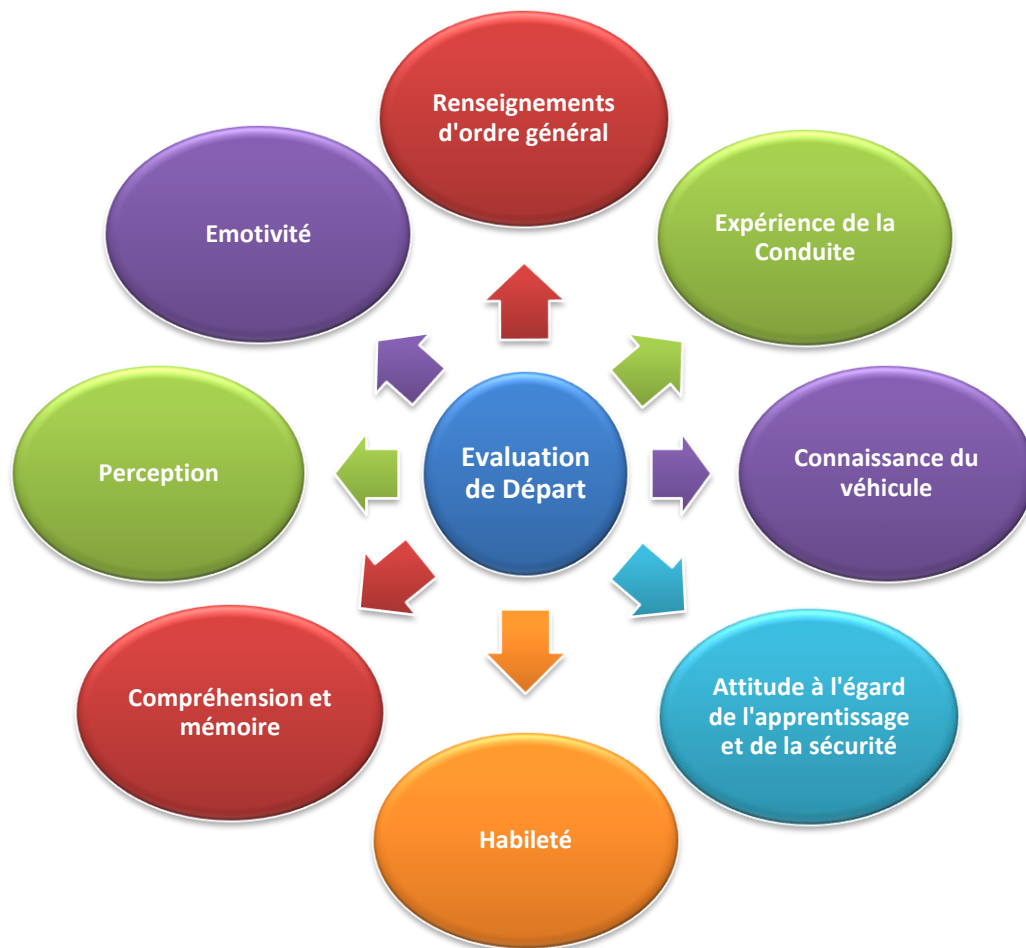 Renseignements
d'ordre général
Expérience de la
Conduite
Connaissance du
véhicule
Attitude à l'égard
de l'apprentissage
et de la sécurité
Habileté
Compréhension et
mémoire
Perception
Emotivité
Evaluation
de Départ